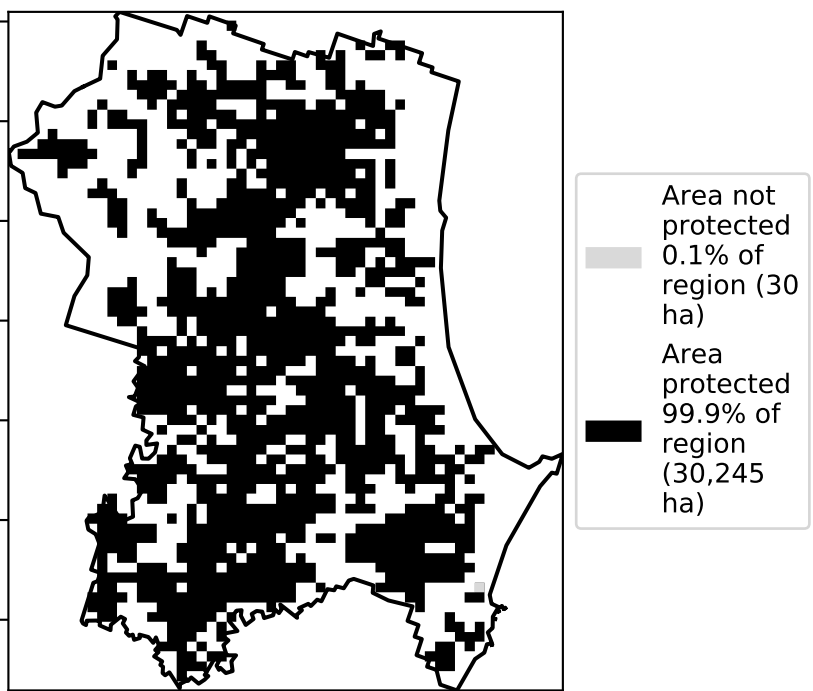 Area not
protected
0.1% of
region (30
ha)
Area
protected
99.9% of
region
(30,245
ha)